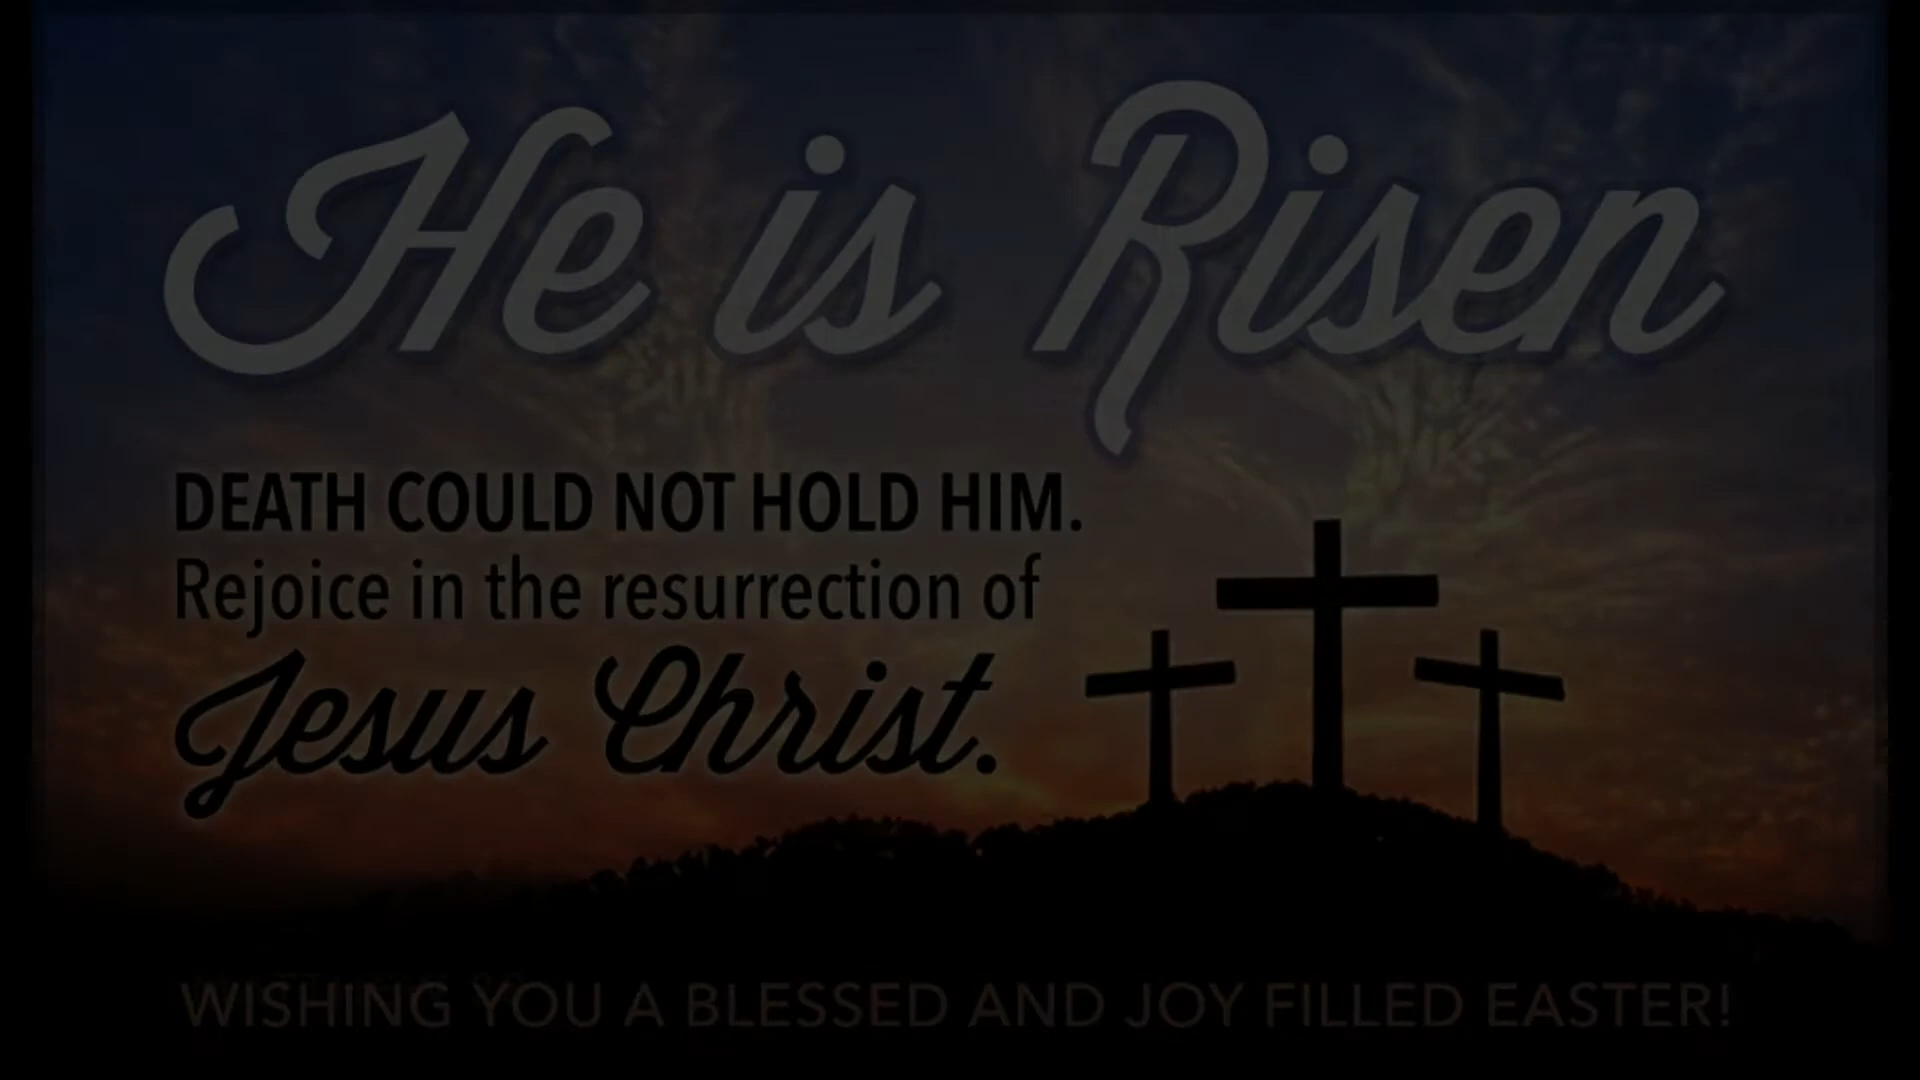 He is Risen
DEATH COULD NOT HOLD HIM.
Rejoice in the resurrection of
Jesus Christ.
WISHING YOU A BLESSED AND JOY FILLED EASTER!